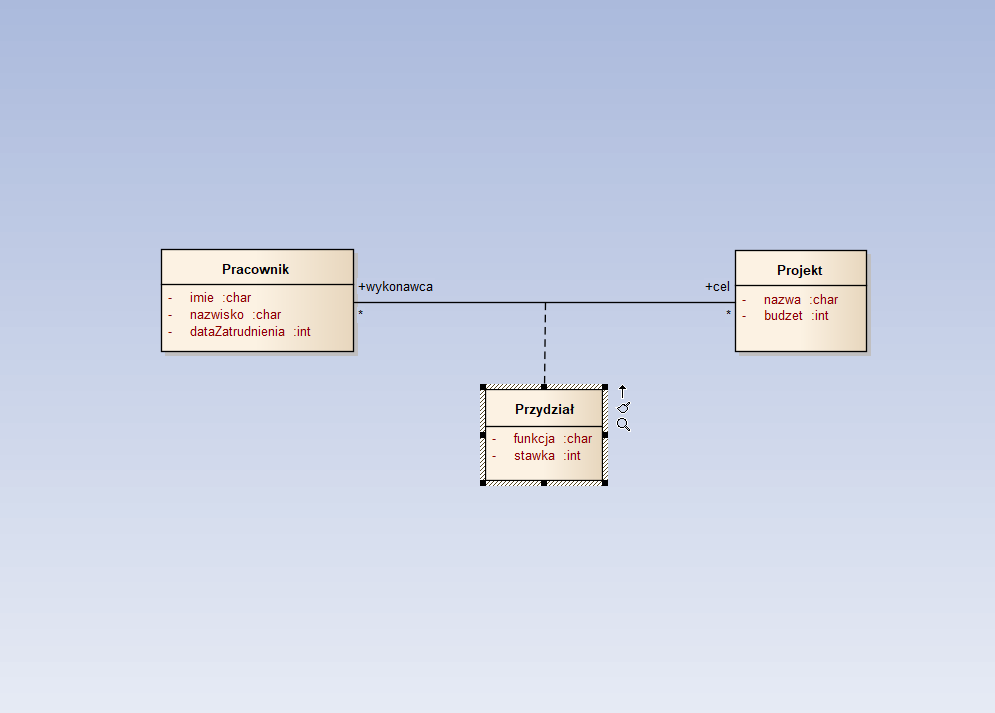 Pracownik
- imie :char
- nazwisko :char
- dataZatrudnienia :int
+wykonawca
*
+cel
*
Projekt
- nazwa :char
- budzet :int
Przydział
- funkcja :char
- stawka :int